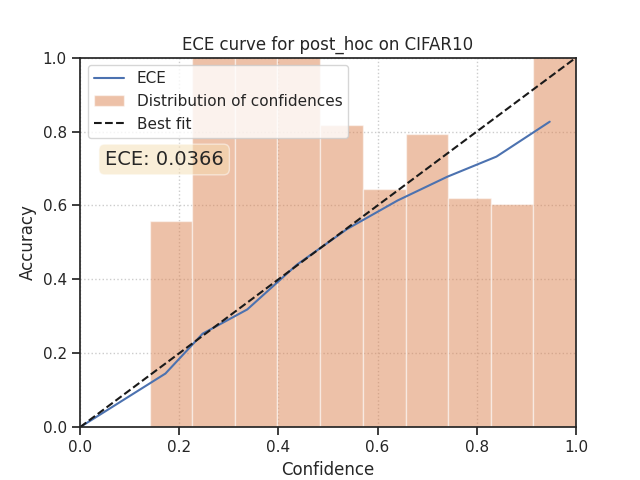 ECE curve for post_hoc on CIFAR10
1.0
0.8
0.6
0.4
0.2
0.0
Accuracy
ECE
Distribution of confidences
Best fit
ECE: 0.0366
0.0 0.2 0.4 0.6 0.8 1.0
Confidence